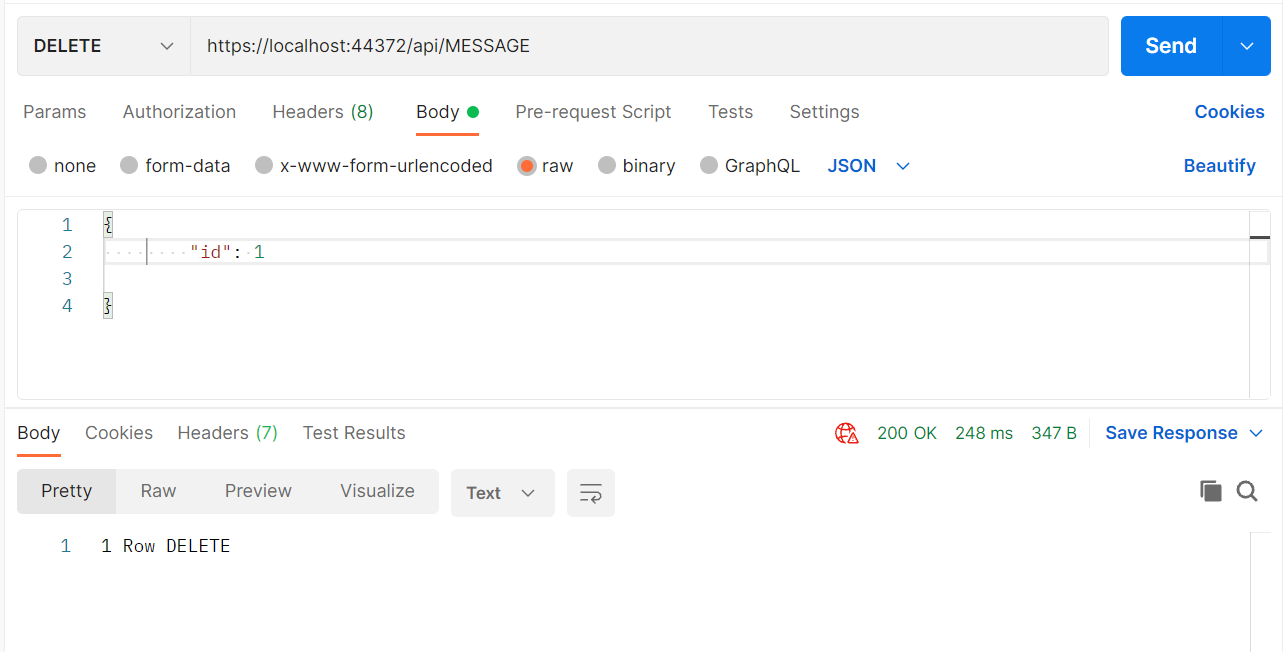 DELETE https://localhost:44372/api/MESSAGE Send
Params Authorization Headers (8) Body Pre-request Script Tests Settings Cookies
none form-data x-www-form-urlencoded raw binary GraphQL JSON Beautify
1 {
2 "id": 1
3
4 }
Body Cookies Headers (7) Test Results 200 OK 248 ms 347 B Save Response
Pretty Raw Preview Visualize Text
1 1 Row DELETE